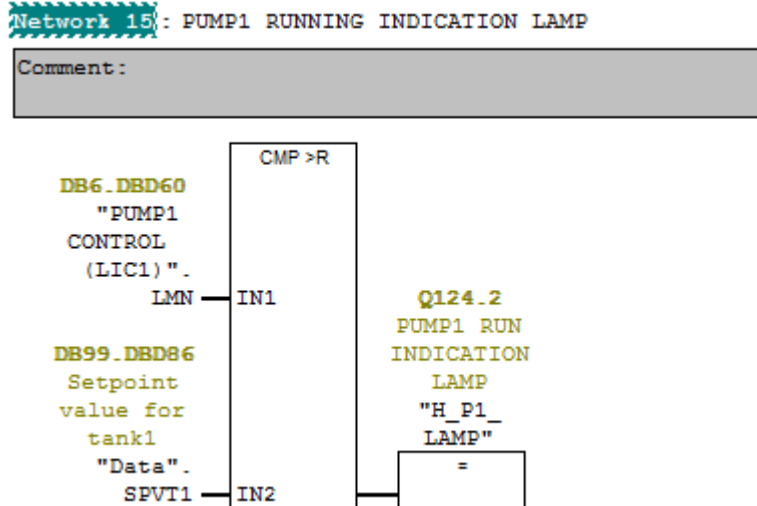 Network 15: PUMP1 RUNNING INDICATION LAMP
Comment:
CMP >R
DB6.DBD60
"PUMP1
CONTROL
(LIC1)".
LMN
IN1
DB99.DBD86
Setpoint
value for
tank1
"Data".
SPVT1
IN2
Q124.2
PUMP1 RUN
INDICATION
LAMP
"H_P1_
LAMP"
=